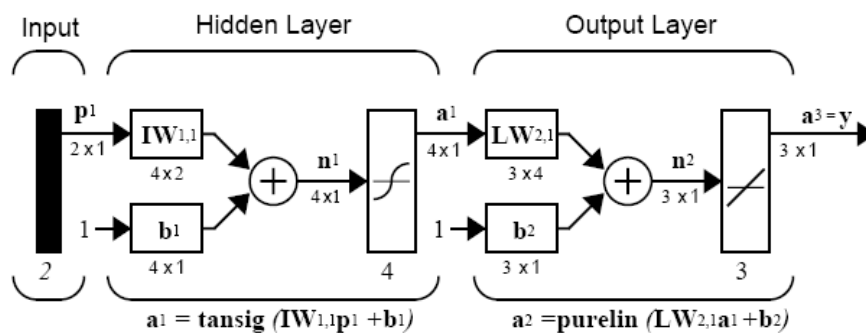 Input
Hidden Layer
Output Layer
p1
IW1,1
a1
LW2,1
a3 = y
2 x 1
4 x 2
n1
4 x 1
3 x 4
n2
3 x 1
4x1
3 x 1
1
b1
1
b2
2
4 x 1
4
3 x 1
3
a1 = tansig (IW1,1p1 +b1)
a2 =purelin (LW2,1a1 +b2)